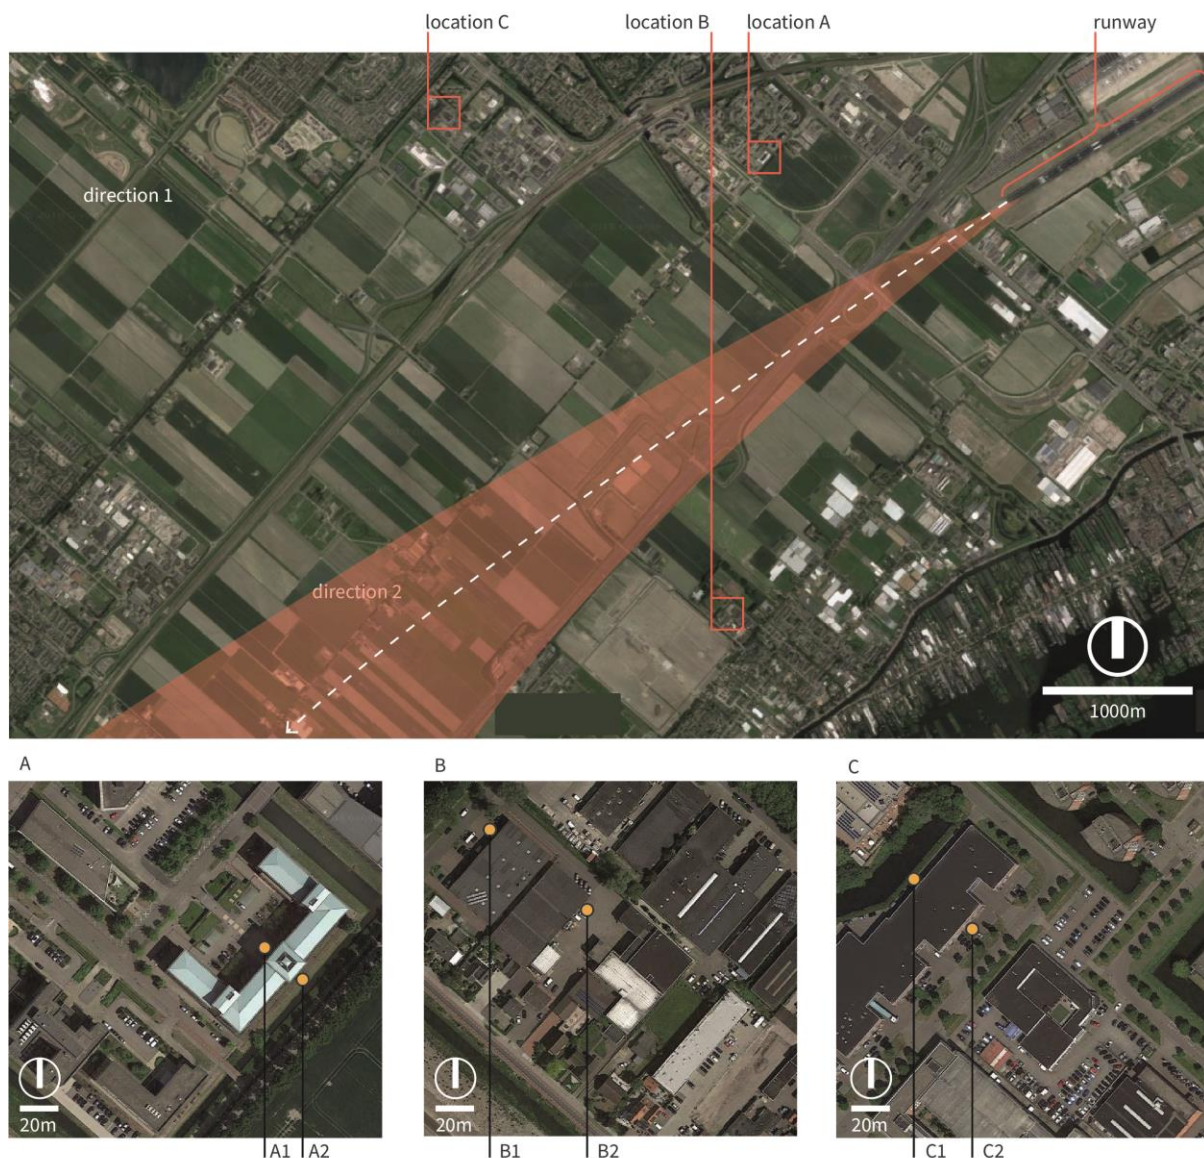 location C
location B
location A
runway
direction 1
direction 2
1000m
A
B
C
20m
20m
20m
A1
A2
B1
B2
C1
C2